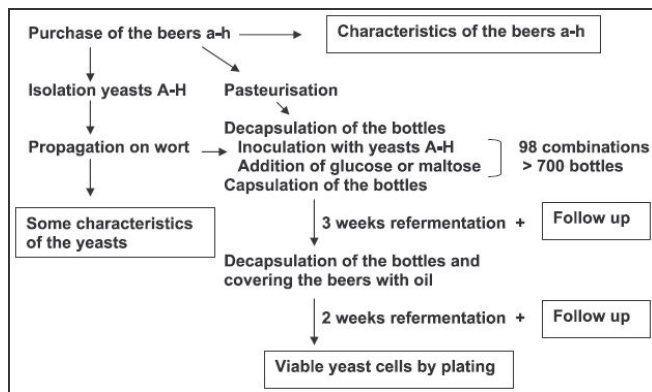 Purchase of the beers a-h
Characteristics of the beers a-h
Isolation yeasts A-H
Pasteurisation
Decapsulation of the bottles
Propagation on wort
Inoculation with yeasts A-H
Addition of glucose or maltose
98 combinations
> 700 bottles
Capsulation of the bottles
Some characteristics
of the yeasts
3 weeks refermentation +
Follow up
Decapsulation of the bottles and
covering the beers with oil
2 weeks refermentation +
Follow up
Viable yeast cells by plating